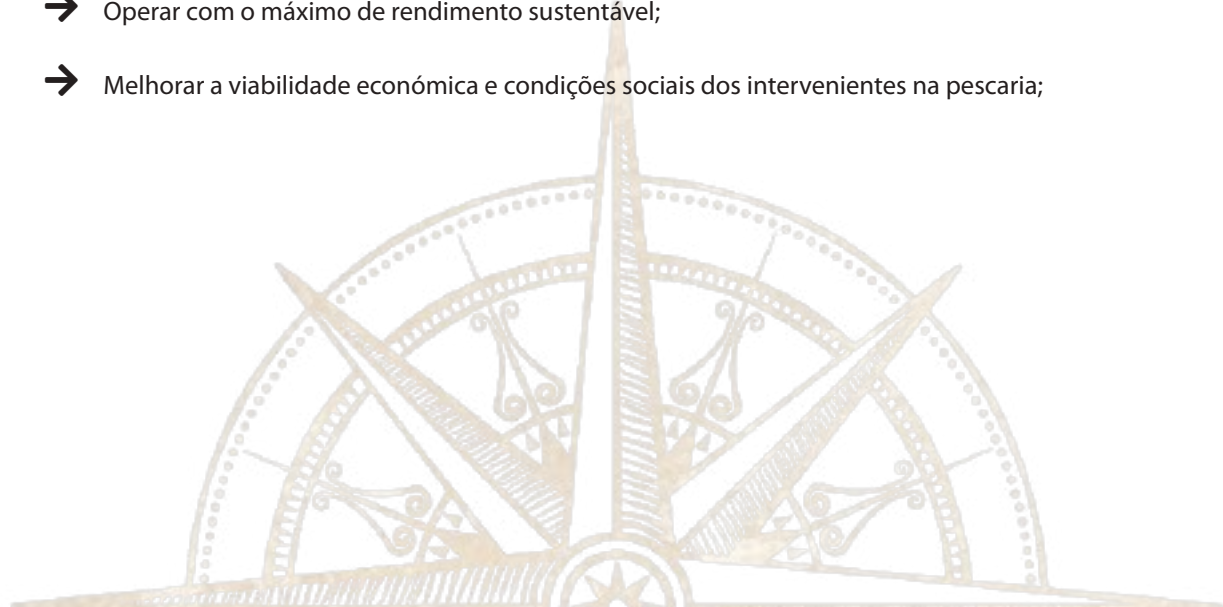 → Operar com o máximo de rendimento sustentável;
→ Melhorar a viabilidade económica e condições sociais dos intervenientes na pescaria;